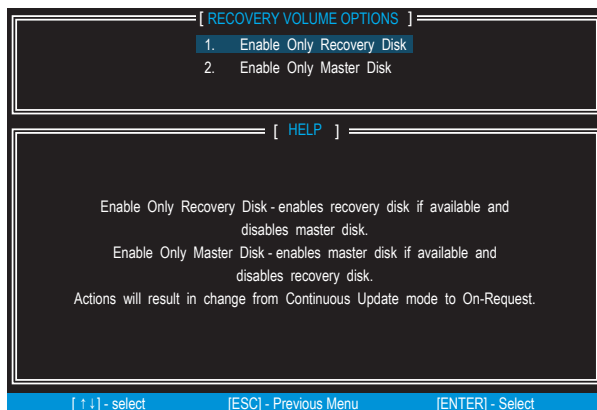 [ RECOVERY VOLUME OPTIONS ]
1. Enable Only Recovery Disk
2. Enable Only Master Disk
[ HELP ]
Enable Only Recovery Disk - enables recovery disk if available and
disables master disk.
Enable Only Master Disk - enables master disk if available and
disables recovery disk.
Actions will result in change from Continuous Update mode to On-Request.
[ ↑↓] - select [ESC] - Previous Menu [ENTER] - Select